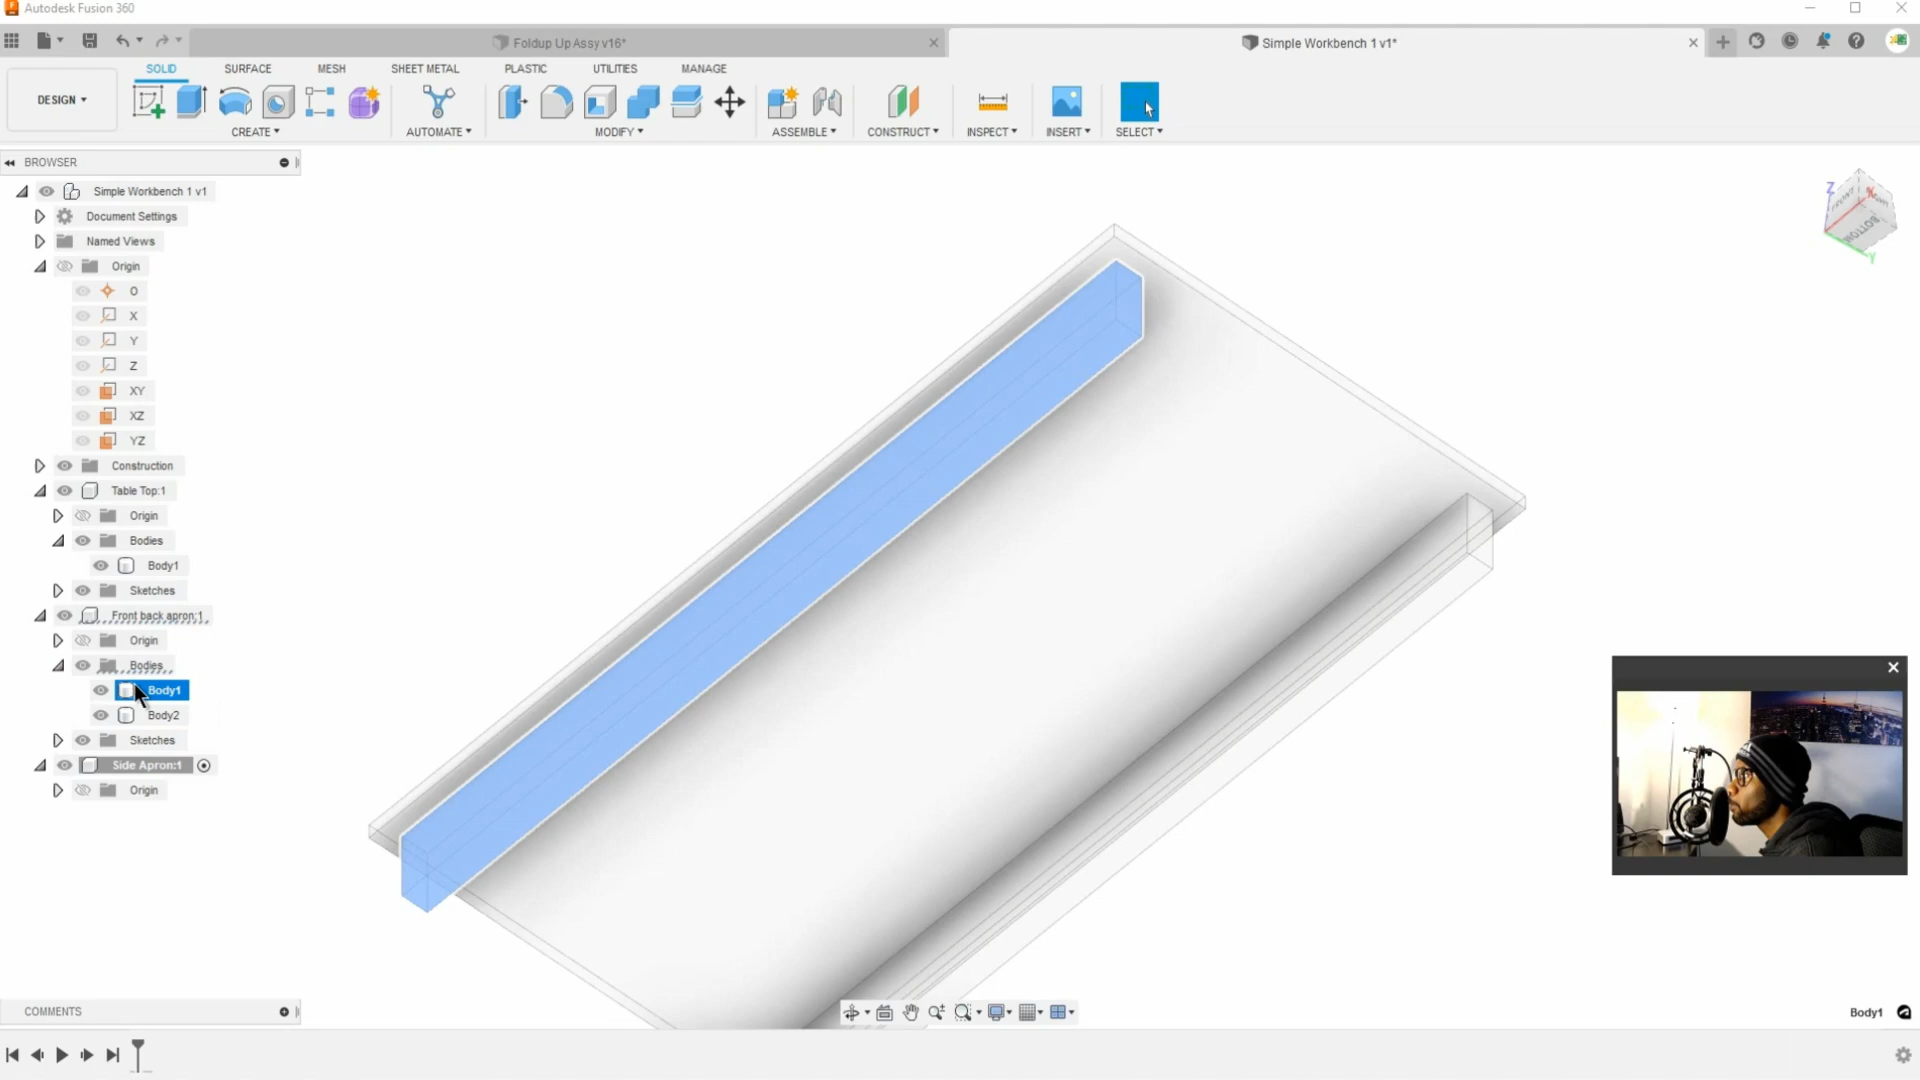 Autodesk Fusion 360
Foldup Up Assy v16*
Simple Workbench 1 v1*
DESIGN
SOLID
SURFACE
MESH
SHEET METAL
PLASTIC
UTILITIES
MANAGE
CREATE
AUTOMATE
MODIFY
ASSEMBLE
CONSTRUCT
INSPECT
INSERT
SELECT
BROWSER
Simple Workbench 1 v1
Document Settings
Named Views
Origin
O
X
Y
Z
XY
XZ
YZ
Construction
Table Top:1
Origin
Bodies
Body1
Sketches
Front back apron:1
Origin
Bodies
Body1
Body2
Sketches
Side Apron:1
Origin
Z
X
BOTTOM
Y
COMMENTS
Body1